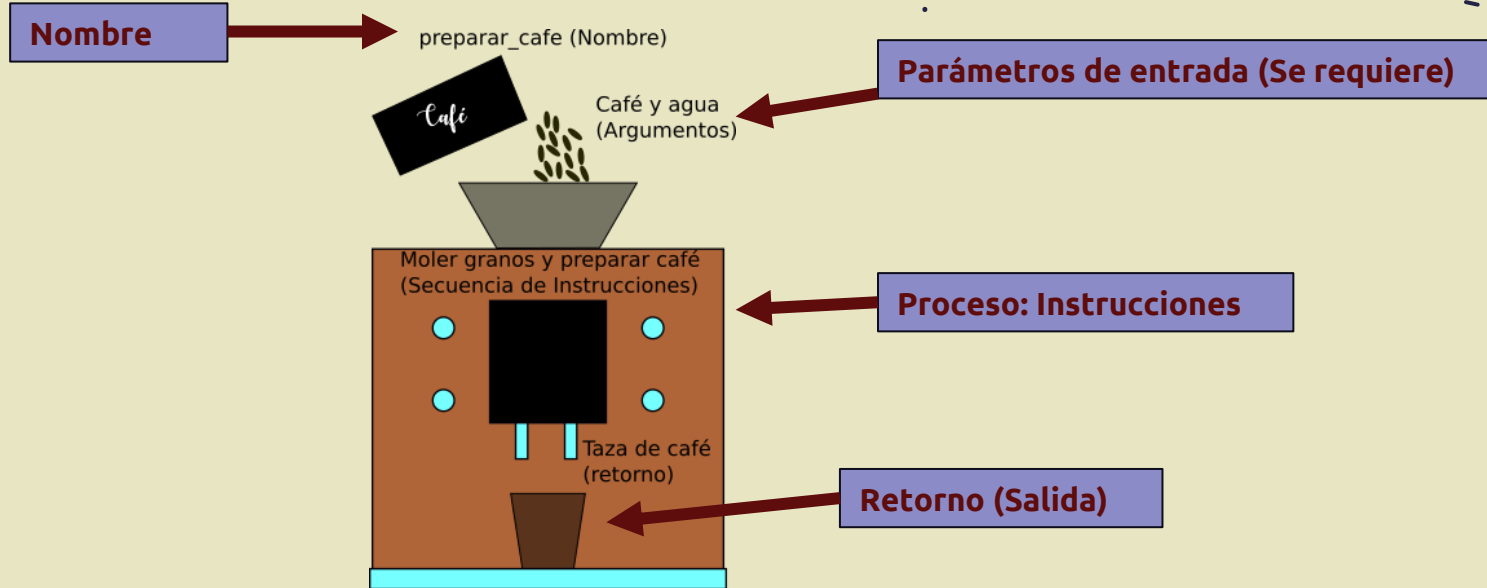 Nombre
preparar_cafe (Nombre)
Parámetros de entrada (Se requiere)
Café
Café y agua
(Argumentos)
Moler granos y preparar café
(Secuencia de Instrucciones)
Proceso: Instrucciones
Taza de café
(retorno)
Retorno (Salida)